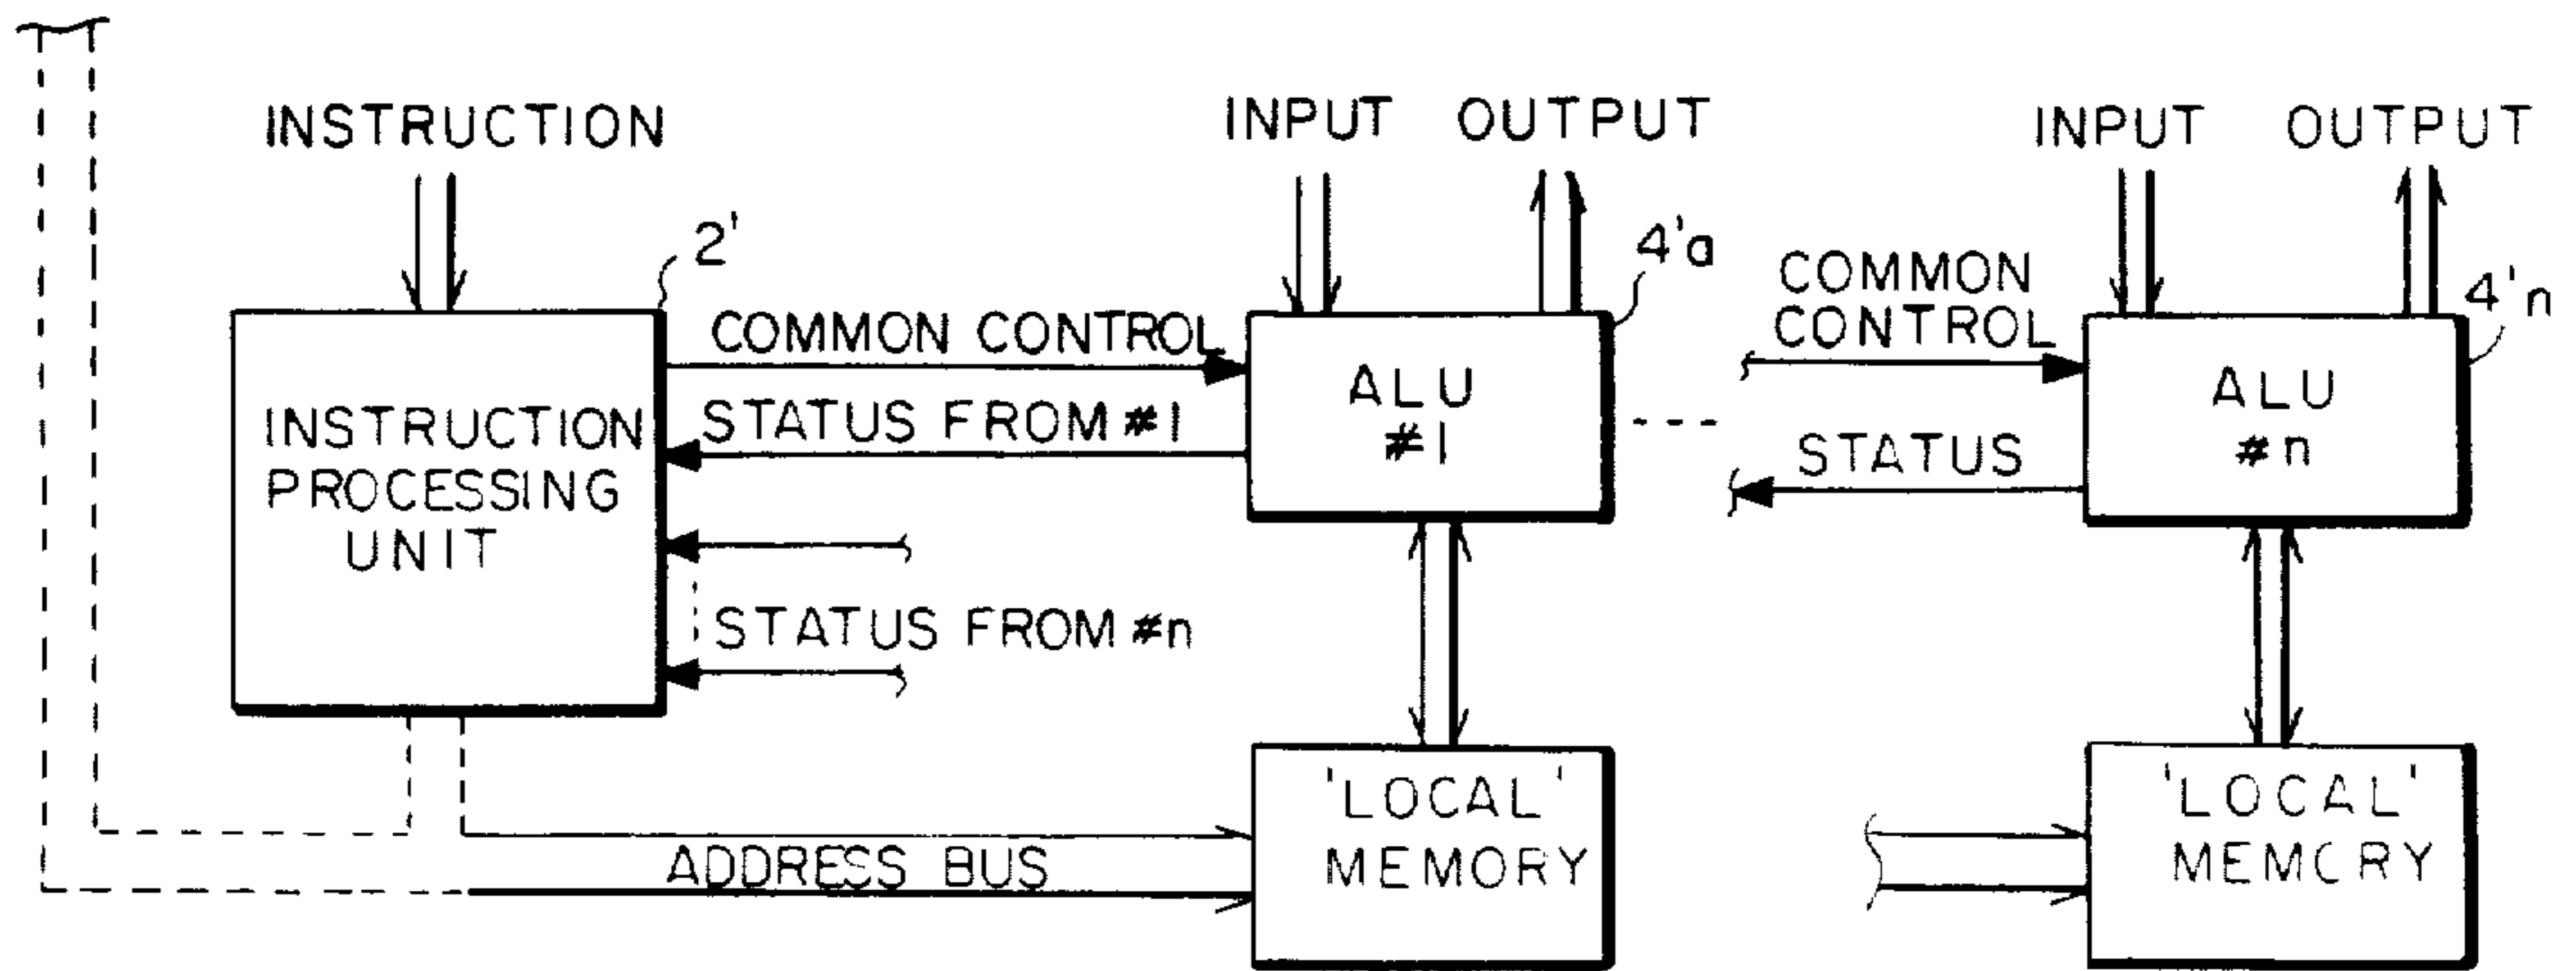 INSTRUCTION
INPUT OUTPUT
INPUT OUTPUT
2'
4'a
4'n
COMMON CONTROL
COMMON
CONTROL
STATUS FROM #1
STATUS
INSTRUCTION
PROCESSING
UNIT
ALU
#1
ALU
#n
STATUS FROM #n
ADDRESS BUS
'LOCAL'
MEMORY
'LOCAL'
MEMORY